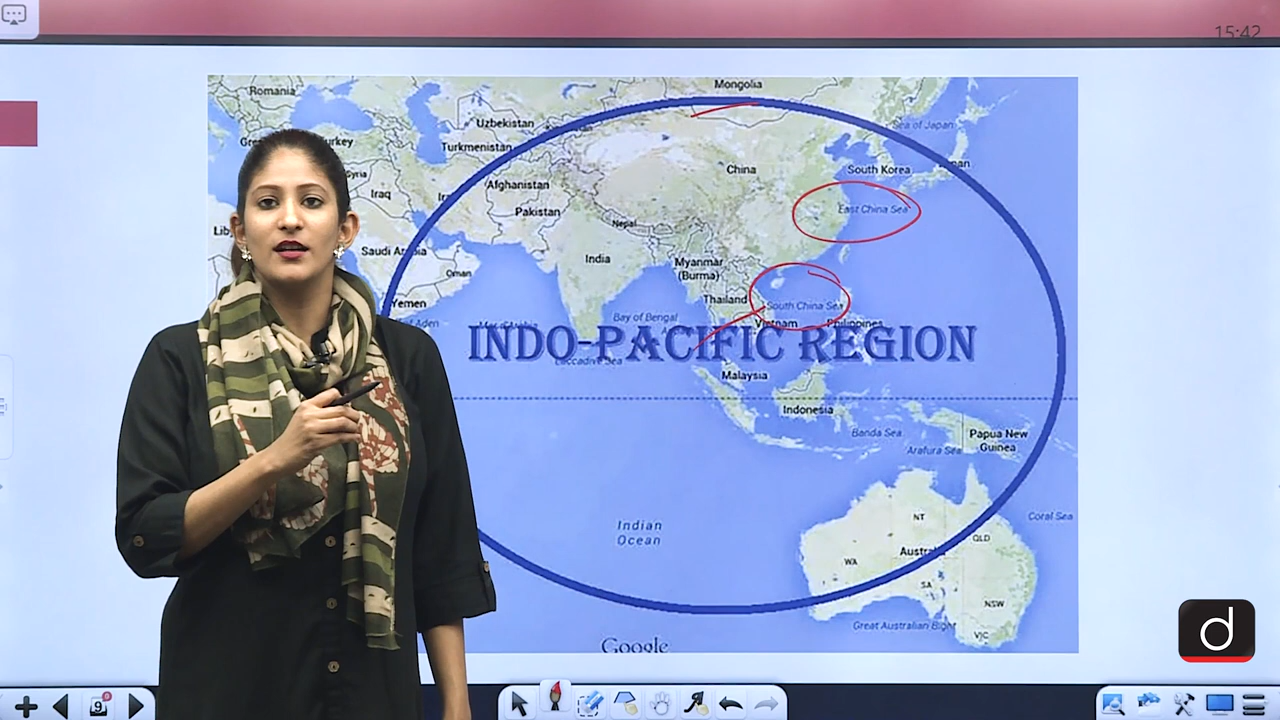 15:42
Mongolia
Romania
Uzbekistan
Sea of Japan
Turkmenistan
China
South Korea
Iraq
Afghanistan
Pakistan
East China Sea
Nepal
Saudi
India
Myanmar
(Burma)
Oman
Yemen
Thailand
South China Sea
Bay of Bengal
Vietnam
Philippines
INDO-PACIFIC REGION
Laccadive Sea
Malaysia
Indonesia
Banda Sea
Papua New
Guinea
Arafura Sea
Indian
Ocean
NT
Coral Sea
QLD
WA
SA
NSW
Great Australian Bight
VIC
Google
9
d